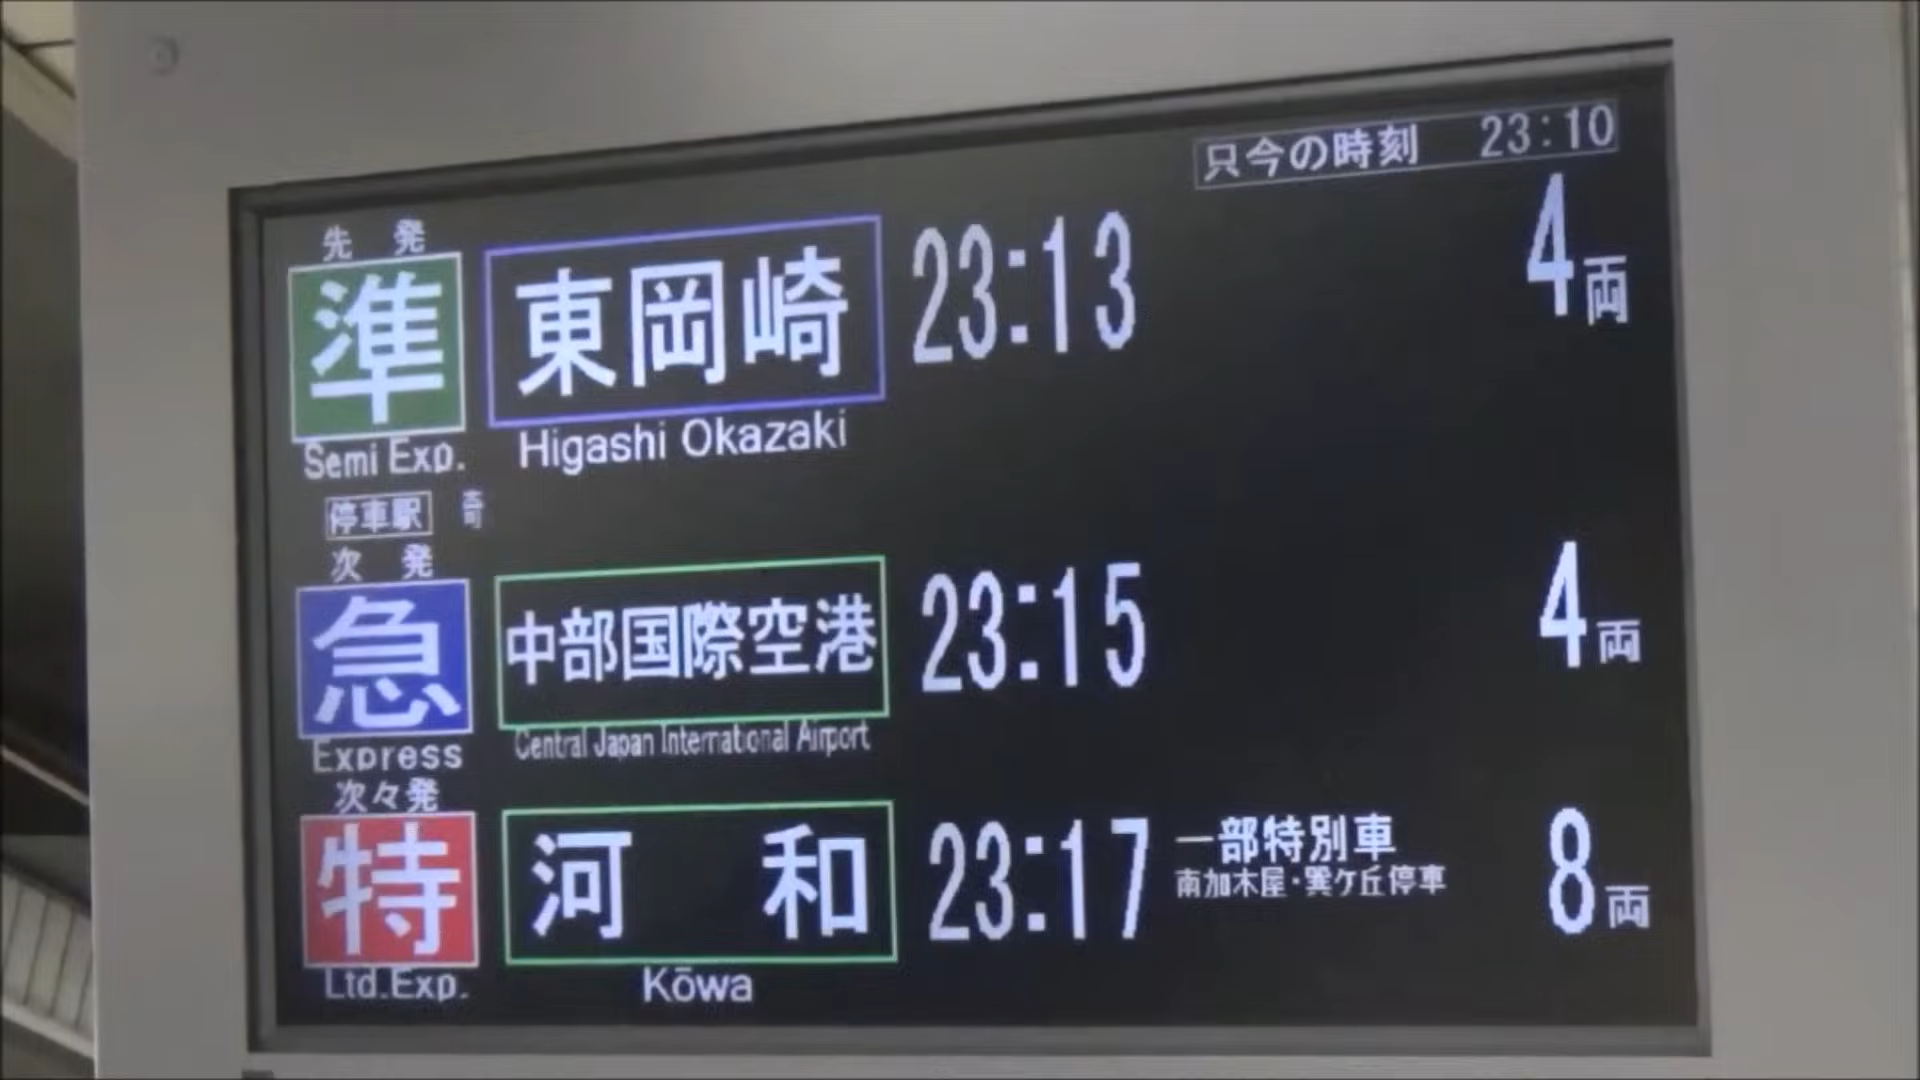 只今の時刻 23:10
先発
準 東岡崎 23:13 4両
Semi Exp. Higashi Okazaki
停車駅
次発
急 中部国際空港 23:15 4両
Express Central Japan International Airport
次々発
特 河和 23:17 一部特別車 8両
南加木屋・巽ケ丘停車
Ltd.Exp. Kōwa